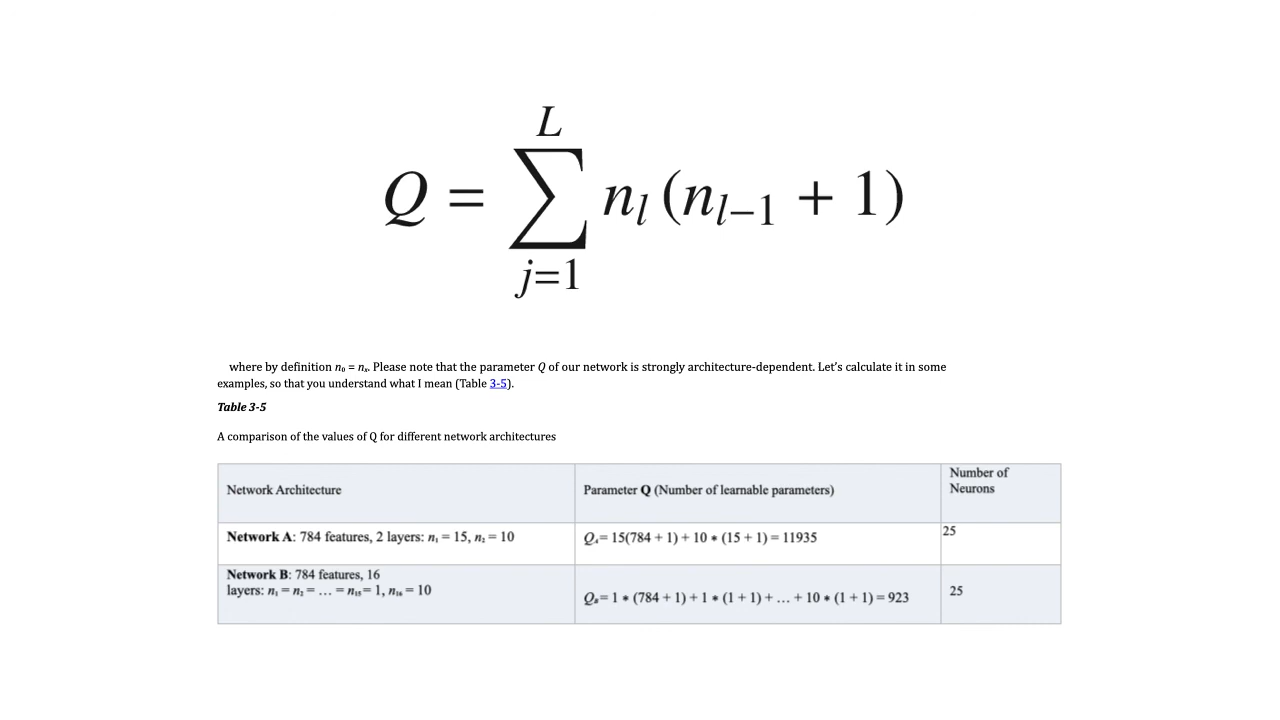 L
Q = ∑ nₗ (nₗ₋₁ + 1)
j=1
where by definition n₀ = nₓ. Please note that the parameter Q of our network is strongly architecture-dependent. Let’s calculate it in some
examples, so that you understand what I mean (Table 3-5).
Table 3-5
A comparison of the values of Q for different network architectures
Network Architecture
Parameter Q (Number of learnable parameters)
Number of
Neurons
Network A: 784 features, 2 layers: n₁ = 15, n₂ = 10
Qₐ= 15(784 + 1) + 10 ∗ (15 + 1) = 11935
25
Network B: 784 features, 16
layers: n₁ = n₂ = … = n₁₅= 1, n₁₆ = 10
Q_B= 1 ∗ (784 + 1) + 1 ∗ (1 + 1) + … + 10 ∗ (1 + 1) = 923
25